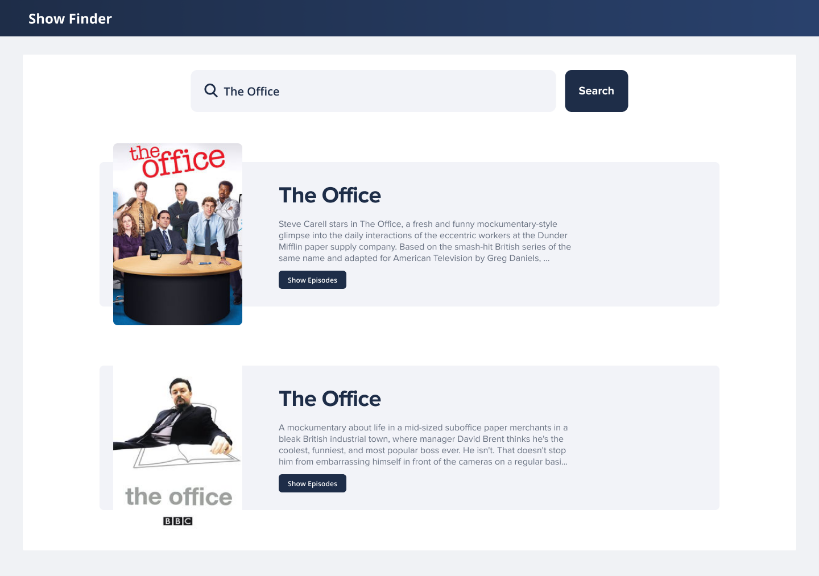 Show Finder
The Office
Search
the
office
The Office
Steve Carell stars in The Office, a fresh and funny mockumentary-style
glimpse into the daily interactions of the eccentric workers at the Dunder
Mifflin paper supply company. Based on the smash-hit British series of the
same name and adapted for American Television by Greg Daniels, ...
Show Episodes
The Office
A mockumentary about life in a mid-sized suboffice paper merchants in a
bleak British industrial town, where manager David Brent thinks he's the
coolest, funniest, and most popular boss ever. He isn't. That doesn't stop
him from embarrassing himself in front of the cameras on a regular basi...
Show Episodes
the office
BBC